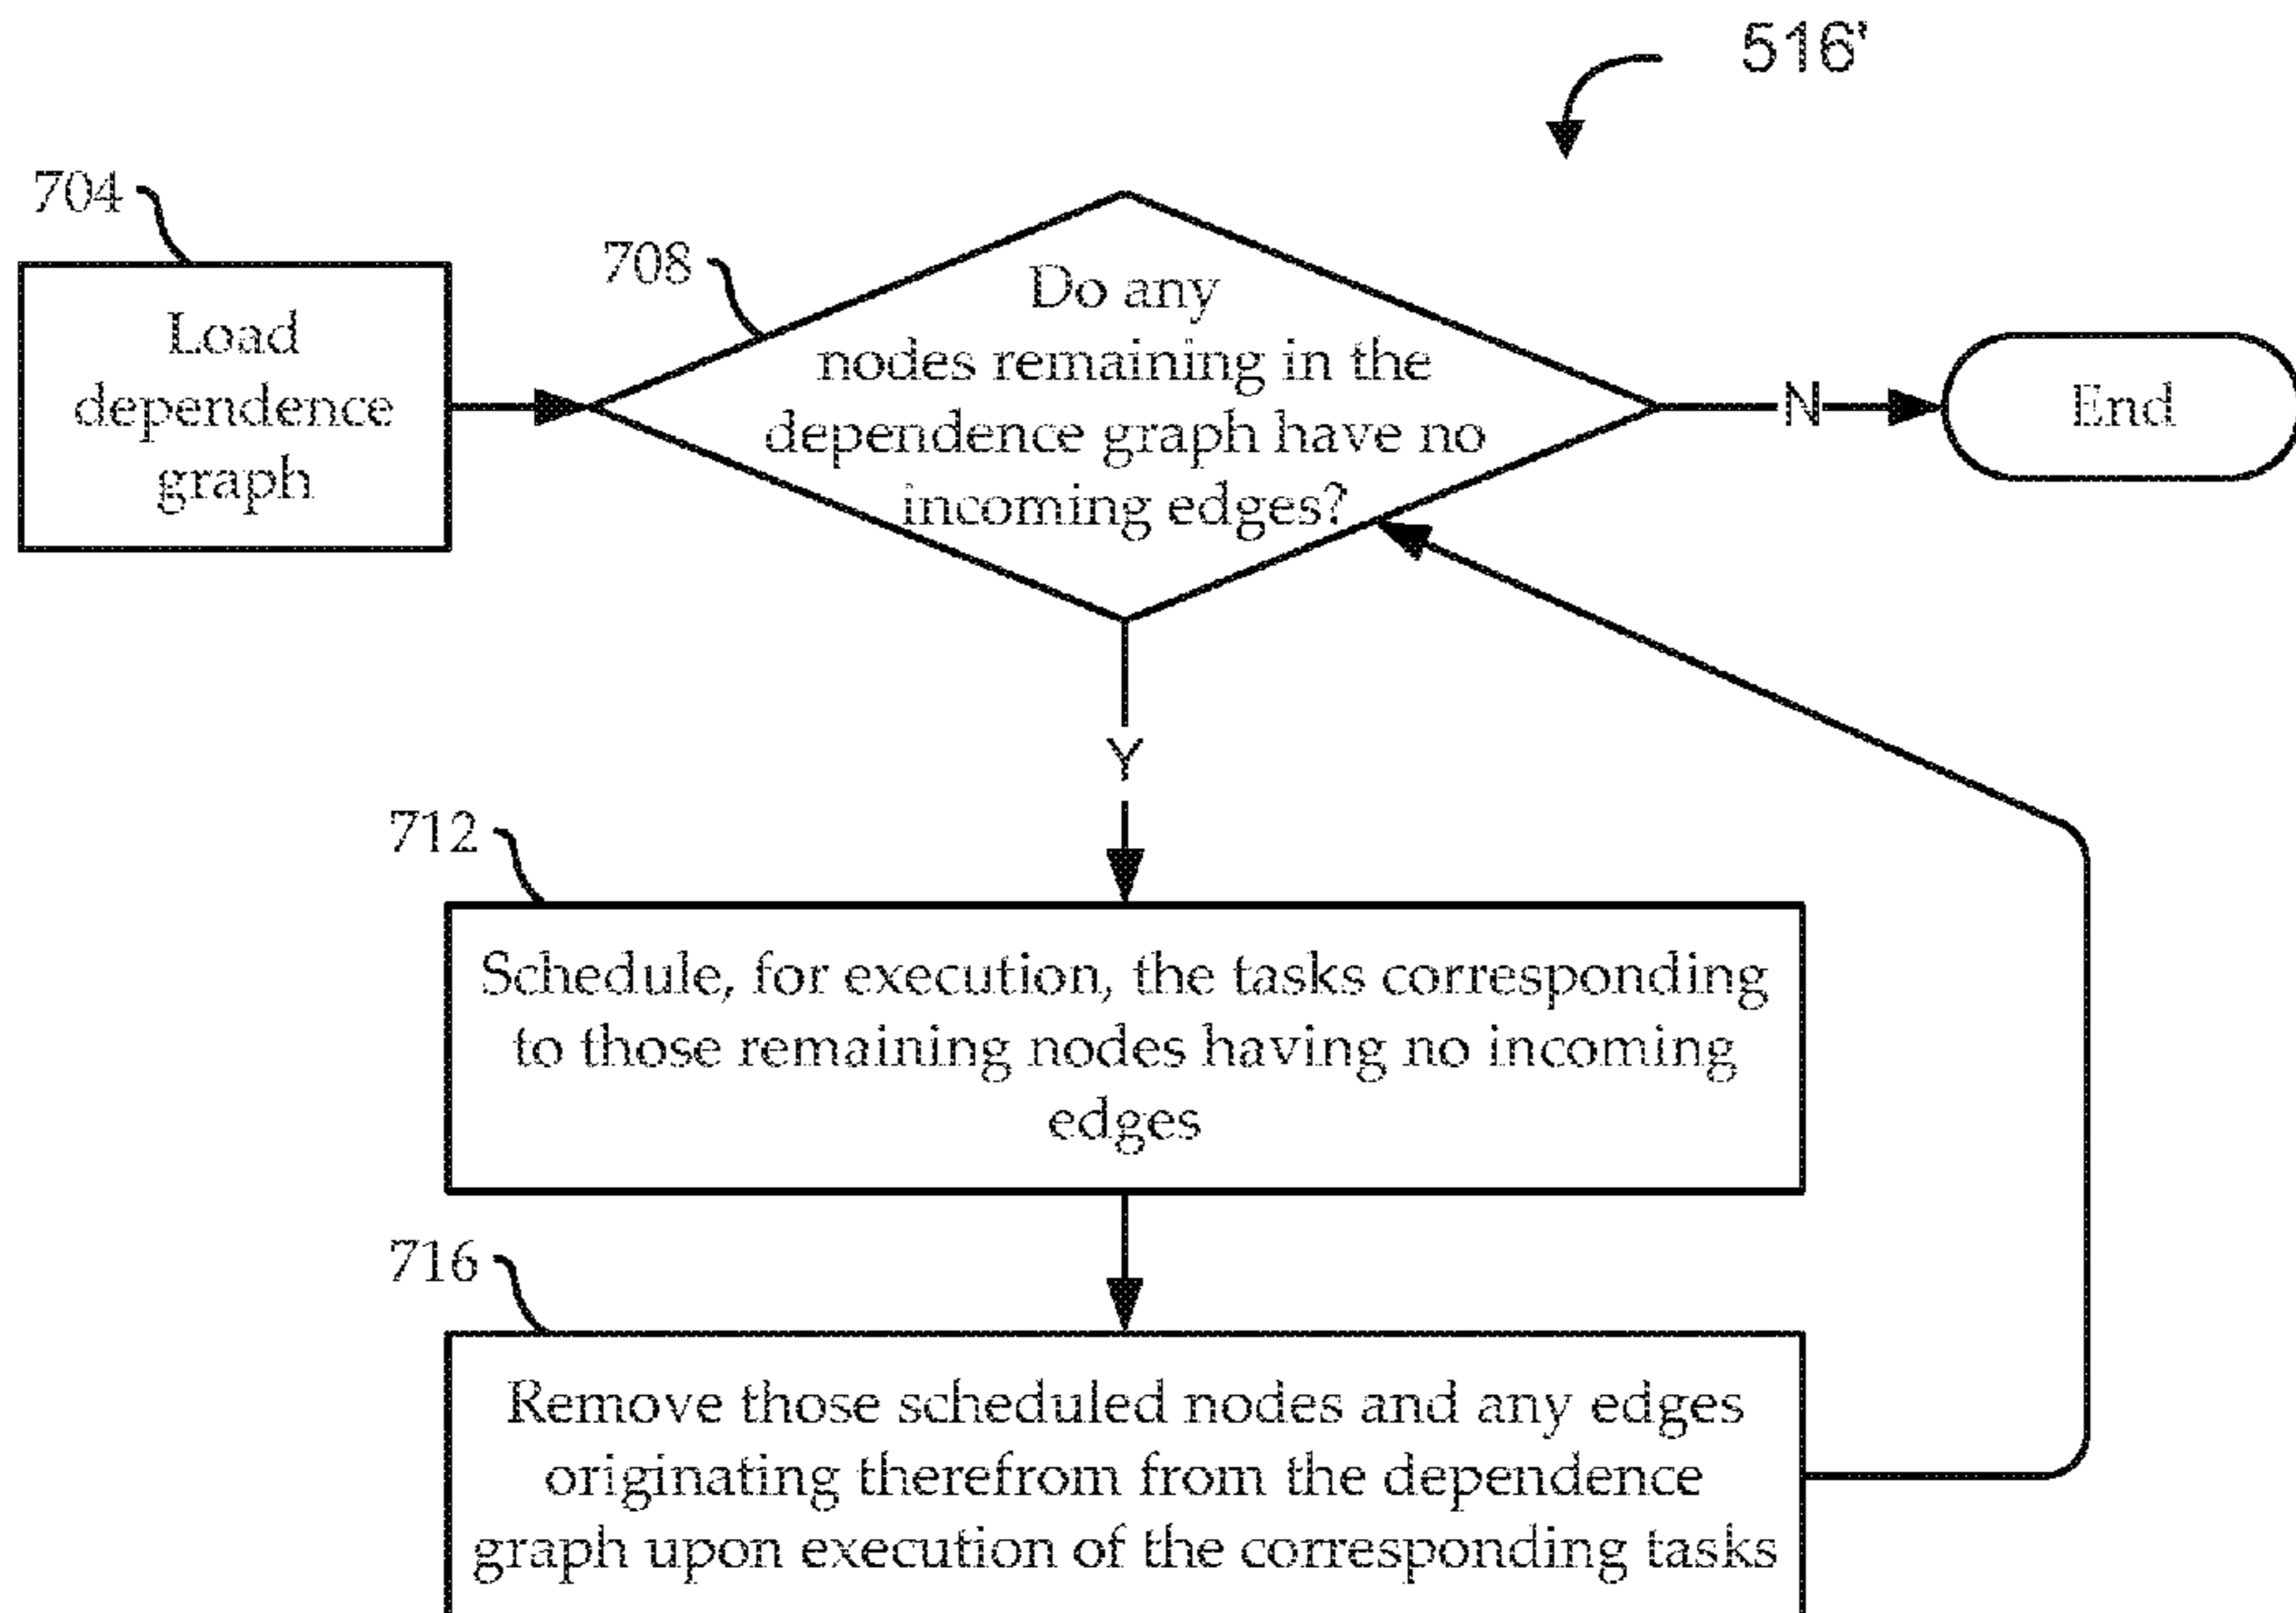 516'
704
Load
dependence
graph
708
Do any
nodes remaining in the
dependence graph have no
incoming edges?
N
End
Y
712
Schedule, for execution, the tasks corresponding
to those remaining nodes having no incoming
edges
716
Remove those scheduled nodes and any edges
originating therefrom from the dependence
graph upon execution of the corresponding tasks